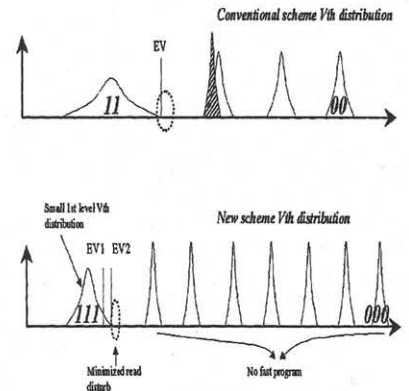 Conventional scheme Vth distribution
EV
11
00
Small 1st level Vth
distribution
New scheme Vth distribution
EV1
EV2
111
000
Minimized read
disturb
No fast program